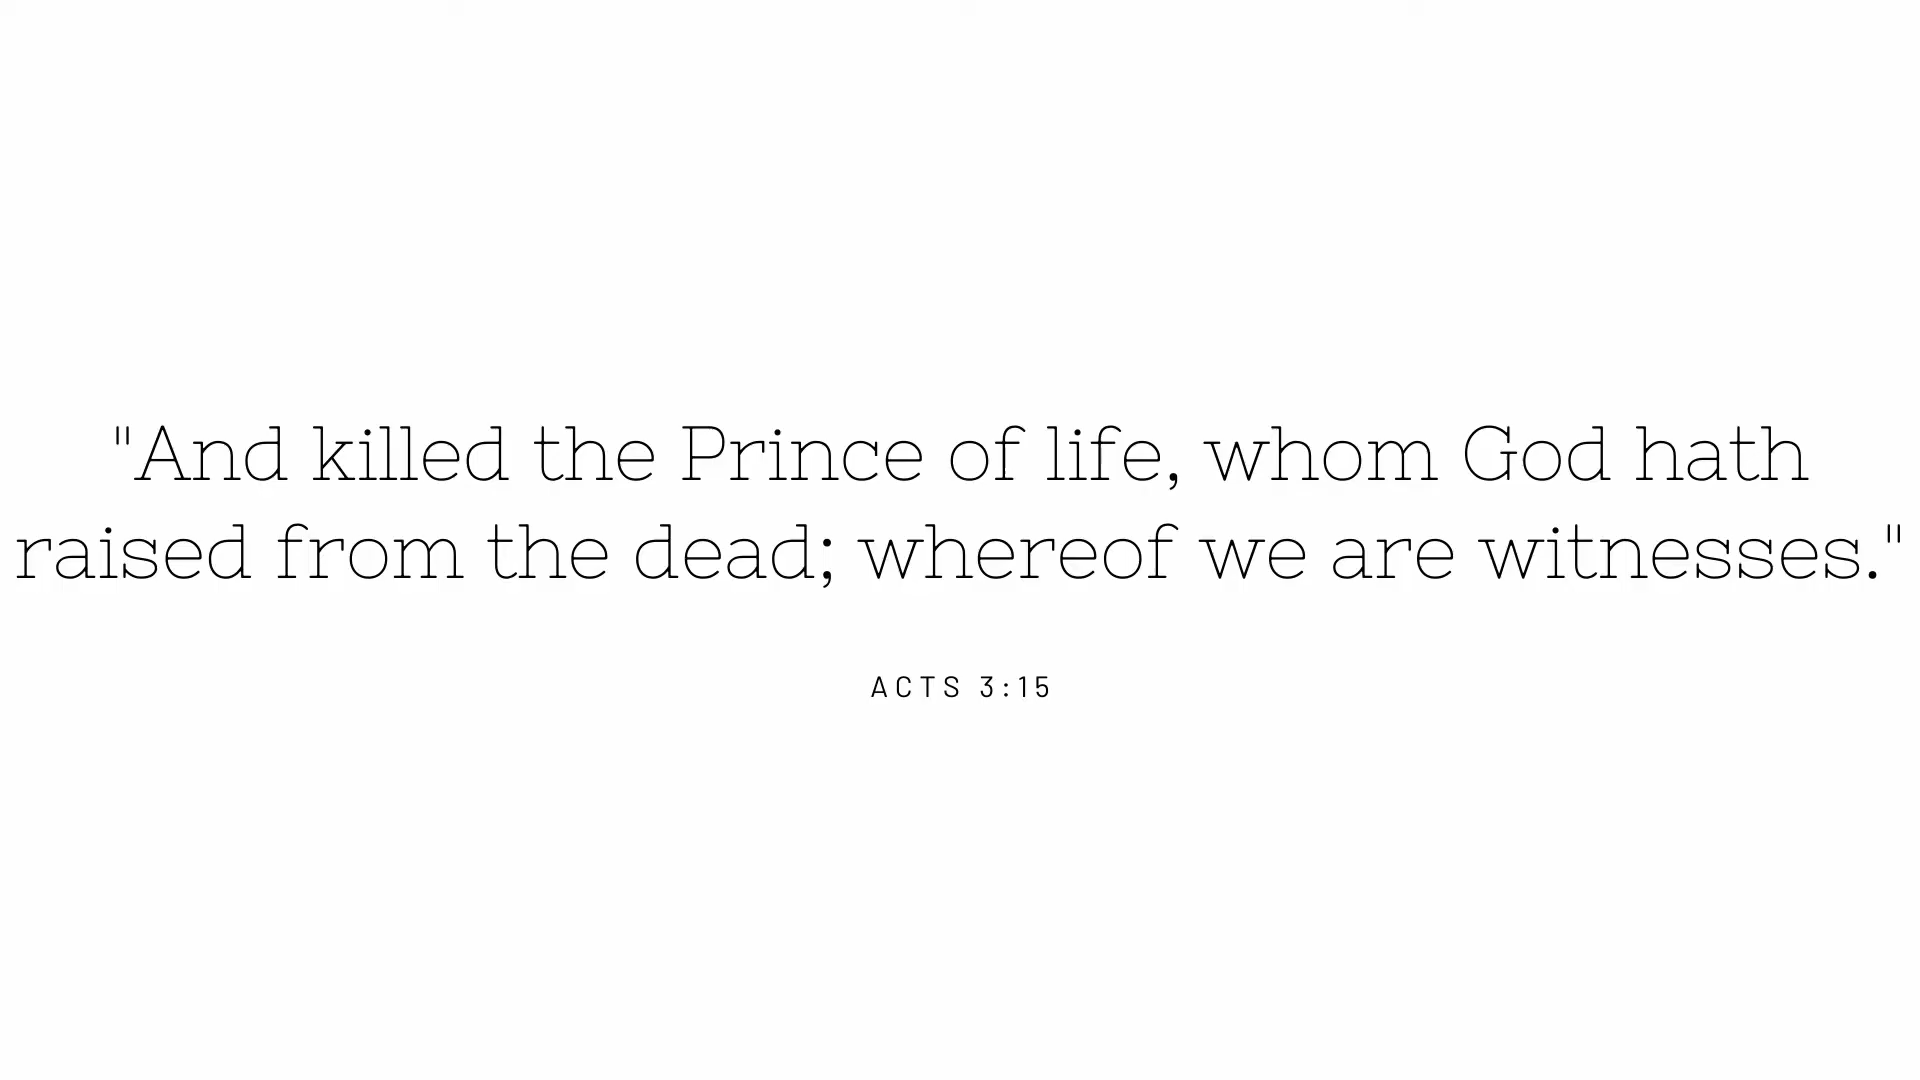 "And killed the Prince of life, whom God hath
raised from the dead; whereof we are witnesses."
ACTS 3:15